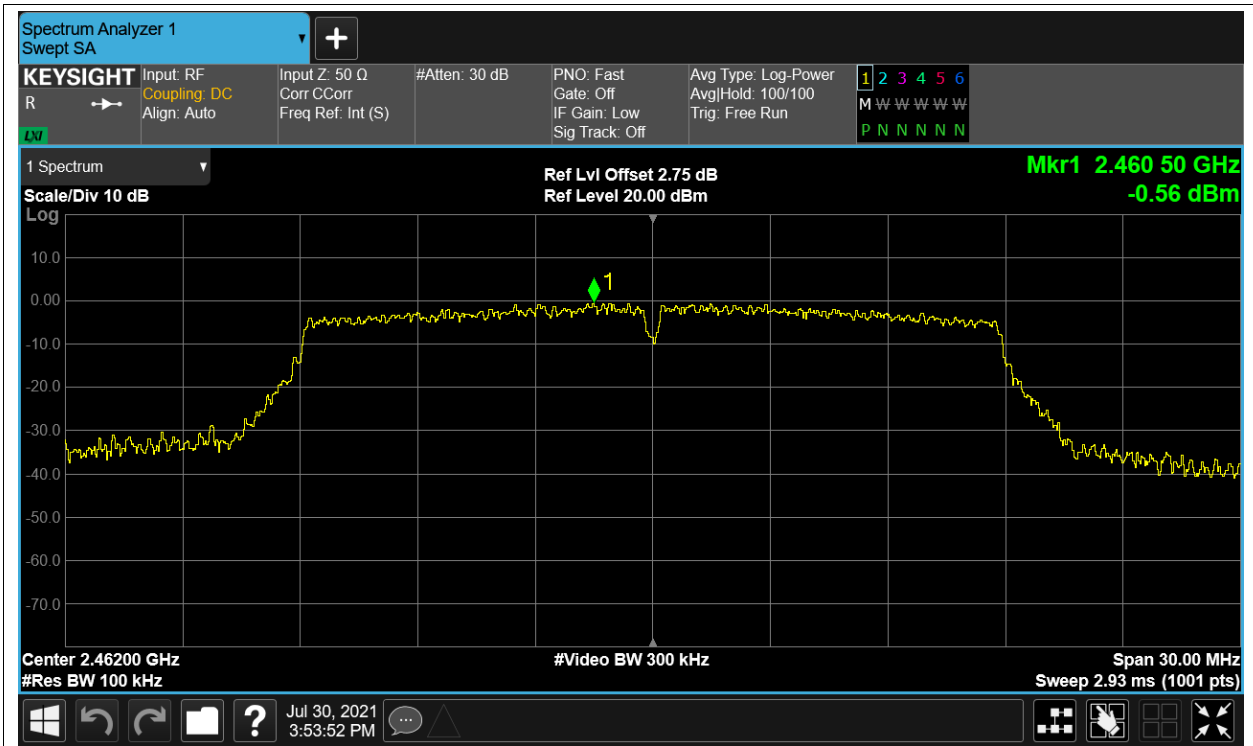 Spectrum Analyzer 1
Swept SA
KEYSIGHT
R
LXI
Input: RF
Coupling: DC
Align: Auto
Input Z: 50 Ω
Corr CCorr
Freq Ref: Int (S)
#Atten: 30 dB
PNO: Fast
Gate: Off
IF Gain: Low
Sig Track: Off
Avg Type: Log-Power
Avg|Hold: 100/100
Trig: Free Run
1 2 3 4 5 6
M W W W W W
P N N N N N
1 Spectrum
Scale/Div 10 dB
Log
Ref Lvl Offset 2.75 dB
Ref Level 20.00 dBm
Mkr1 2.460 50 GHz
-0.56 dBm
1
10.0
0.00
-10.0
-20.0
-30.0
-40.0
-50.0
-60.0
-70.0
Center 2.46200 GHz
#Res BW 100 kHz
#Video BW 300 kHz
Span 30.00 MHz
Sweep 2.93 ms (1001 pts)
?
Jul 30, 2021
3:53:52 PM